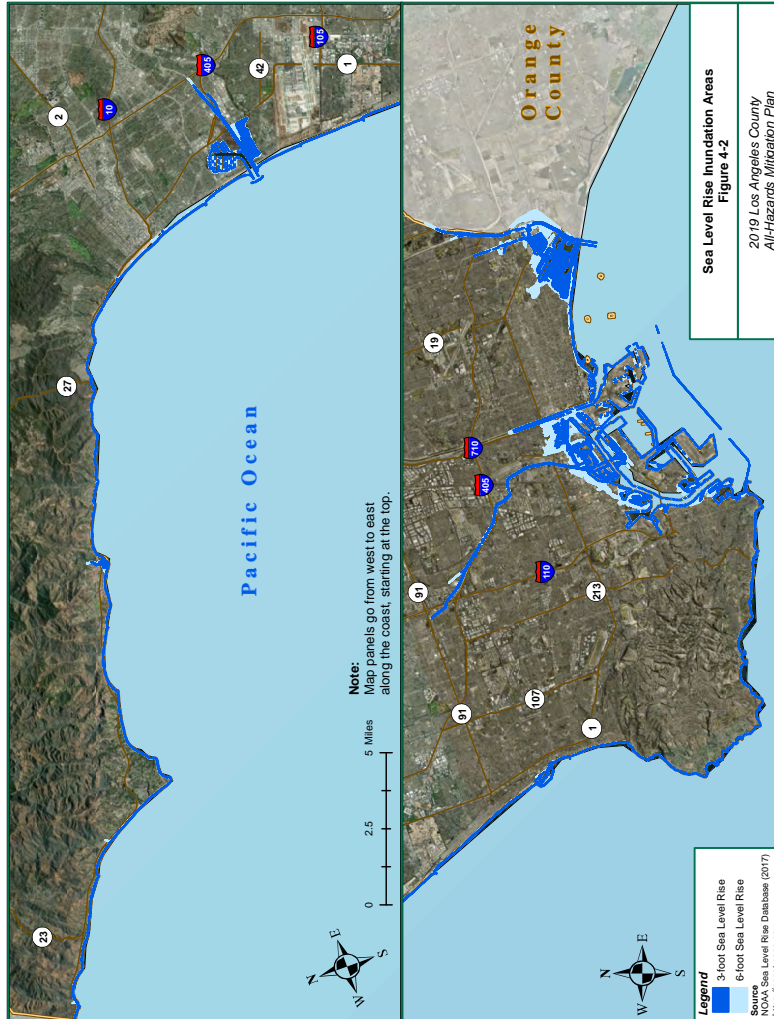 23
27
2
10
405
42
105
1
Pacific Ocean
Note:
Map panels go from west to east
along the coast, starting at the top.
0 2.5 5 Miles
N
E
S
W
91
107
1
91
110
213
405
710
19
Orange
County
N
E
S
W
Legend
3-foot Sea Level Rise
6-foot Sea Level Rise
Source
NOAA Sea Level Rise Database (2017)
Sea Level Rise Inundation Areas
Figure 4-2
2019 Los Angeles County
All-Hazards Mitigation Plan